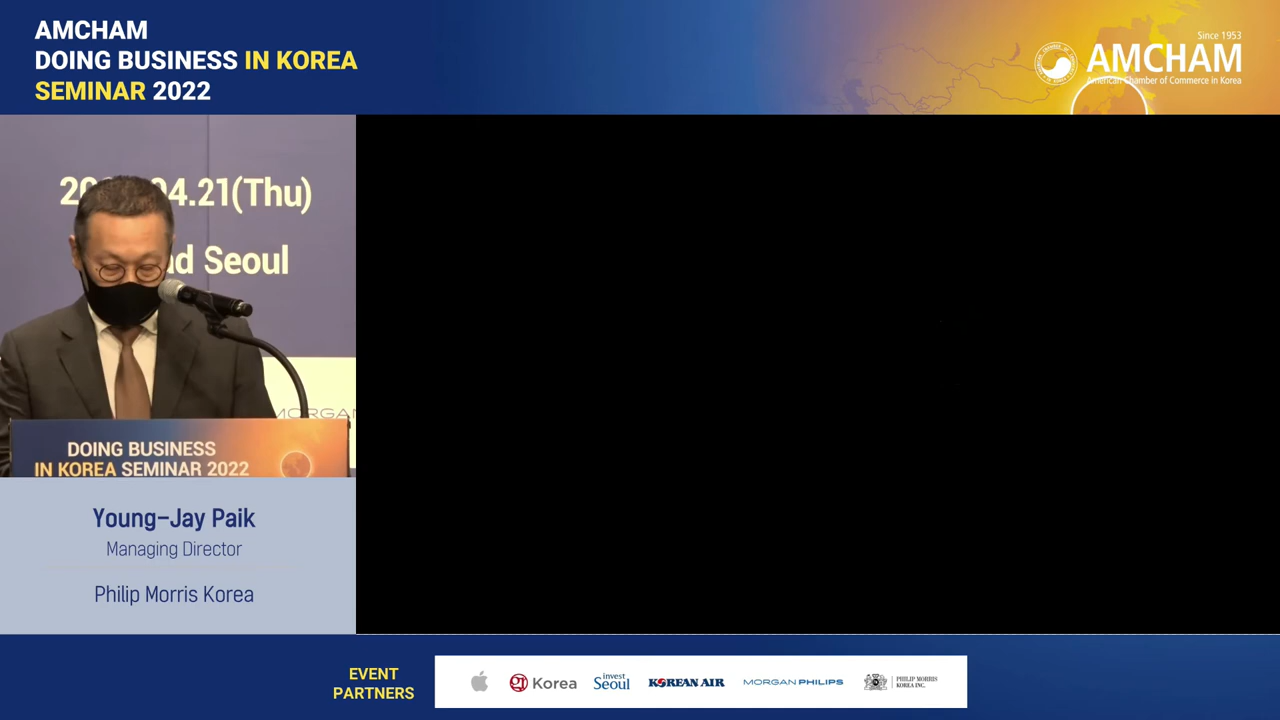 AMCHAM
DOING BUSINESS IN KOREA
SEMINAR 2022
Since 1953
AMCHAM
American Chamber of Commerce in Korea
04.21(Thu)
Seoul
MORGAN
DOING BUSINESS
IN KOREA SEMINAR 2022
Young-Jay Paik
Managing Director
Philip Morris Korea
EVENT
PARTNERS
Korea
invest
Seoul
KOREAN AIR
MORGAN PHILIPS
PHILIP MORRIS
KOREA INC.